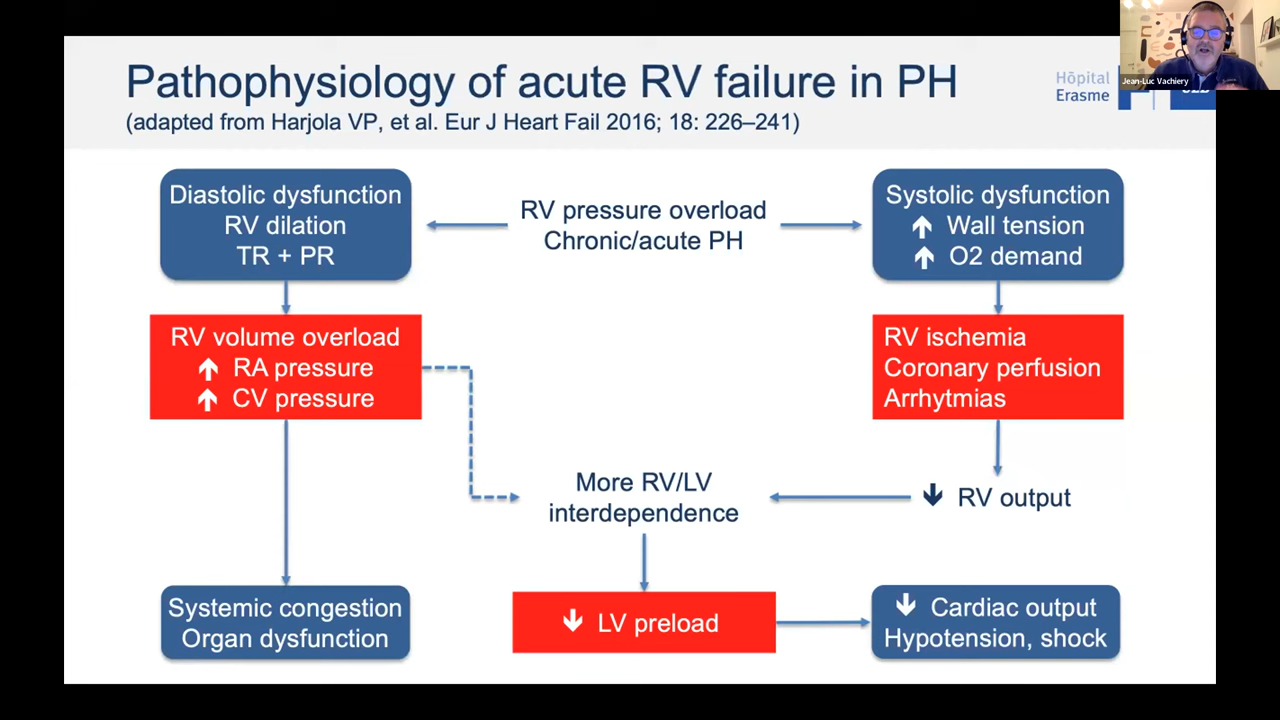 Pathophysiology of acute RV failure in PH
(adapted from Harjola VP, et al. Eur J Heart Fail 2016; 18: 226–241)
Hôpital
Erasme
Jean-Luc Vachiery
Diastolic dysfunction
RV dilation
TR + PR
RV pressure overload
Chronic/acute PH
Systolic dysfunction
↑ Wall tension
↑ O2 demand
RV volume overload
↑ RA pressure
↑ CV pressure
RV ischemia
Coronary perfusion
Arrhytmias
More RV/LV
interdependence
↓ RV output
Systemic congestion
Organ dysfunction
↓ LV preload
↓ Cardiac output
Hypotension, shock